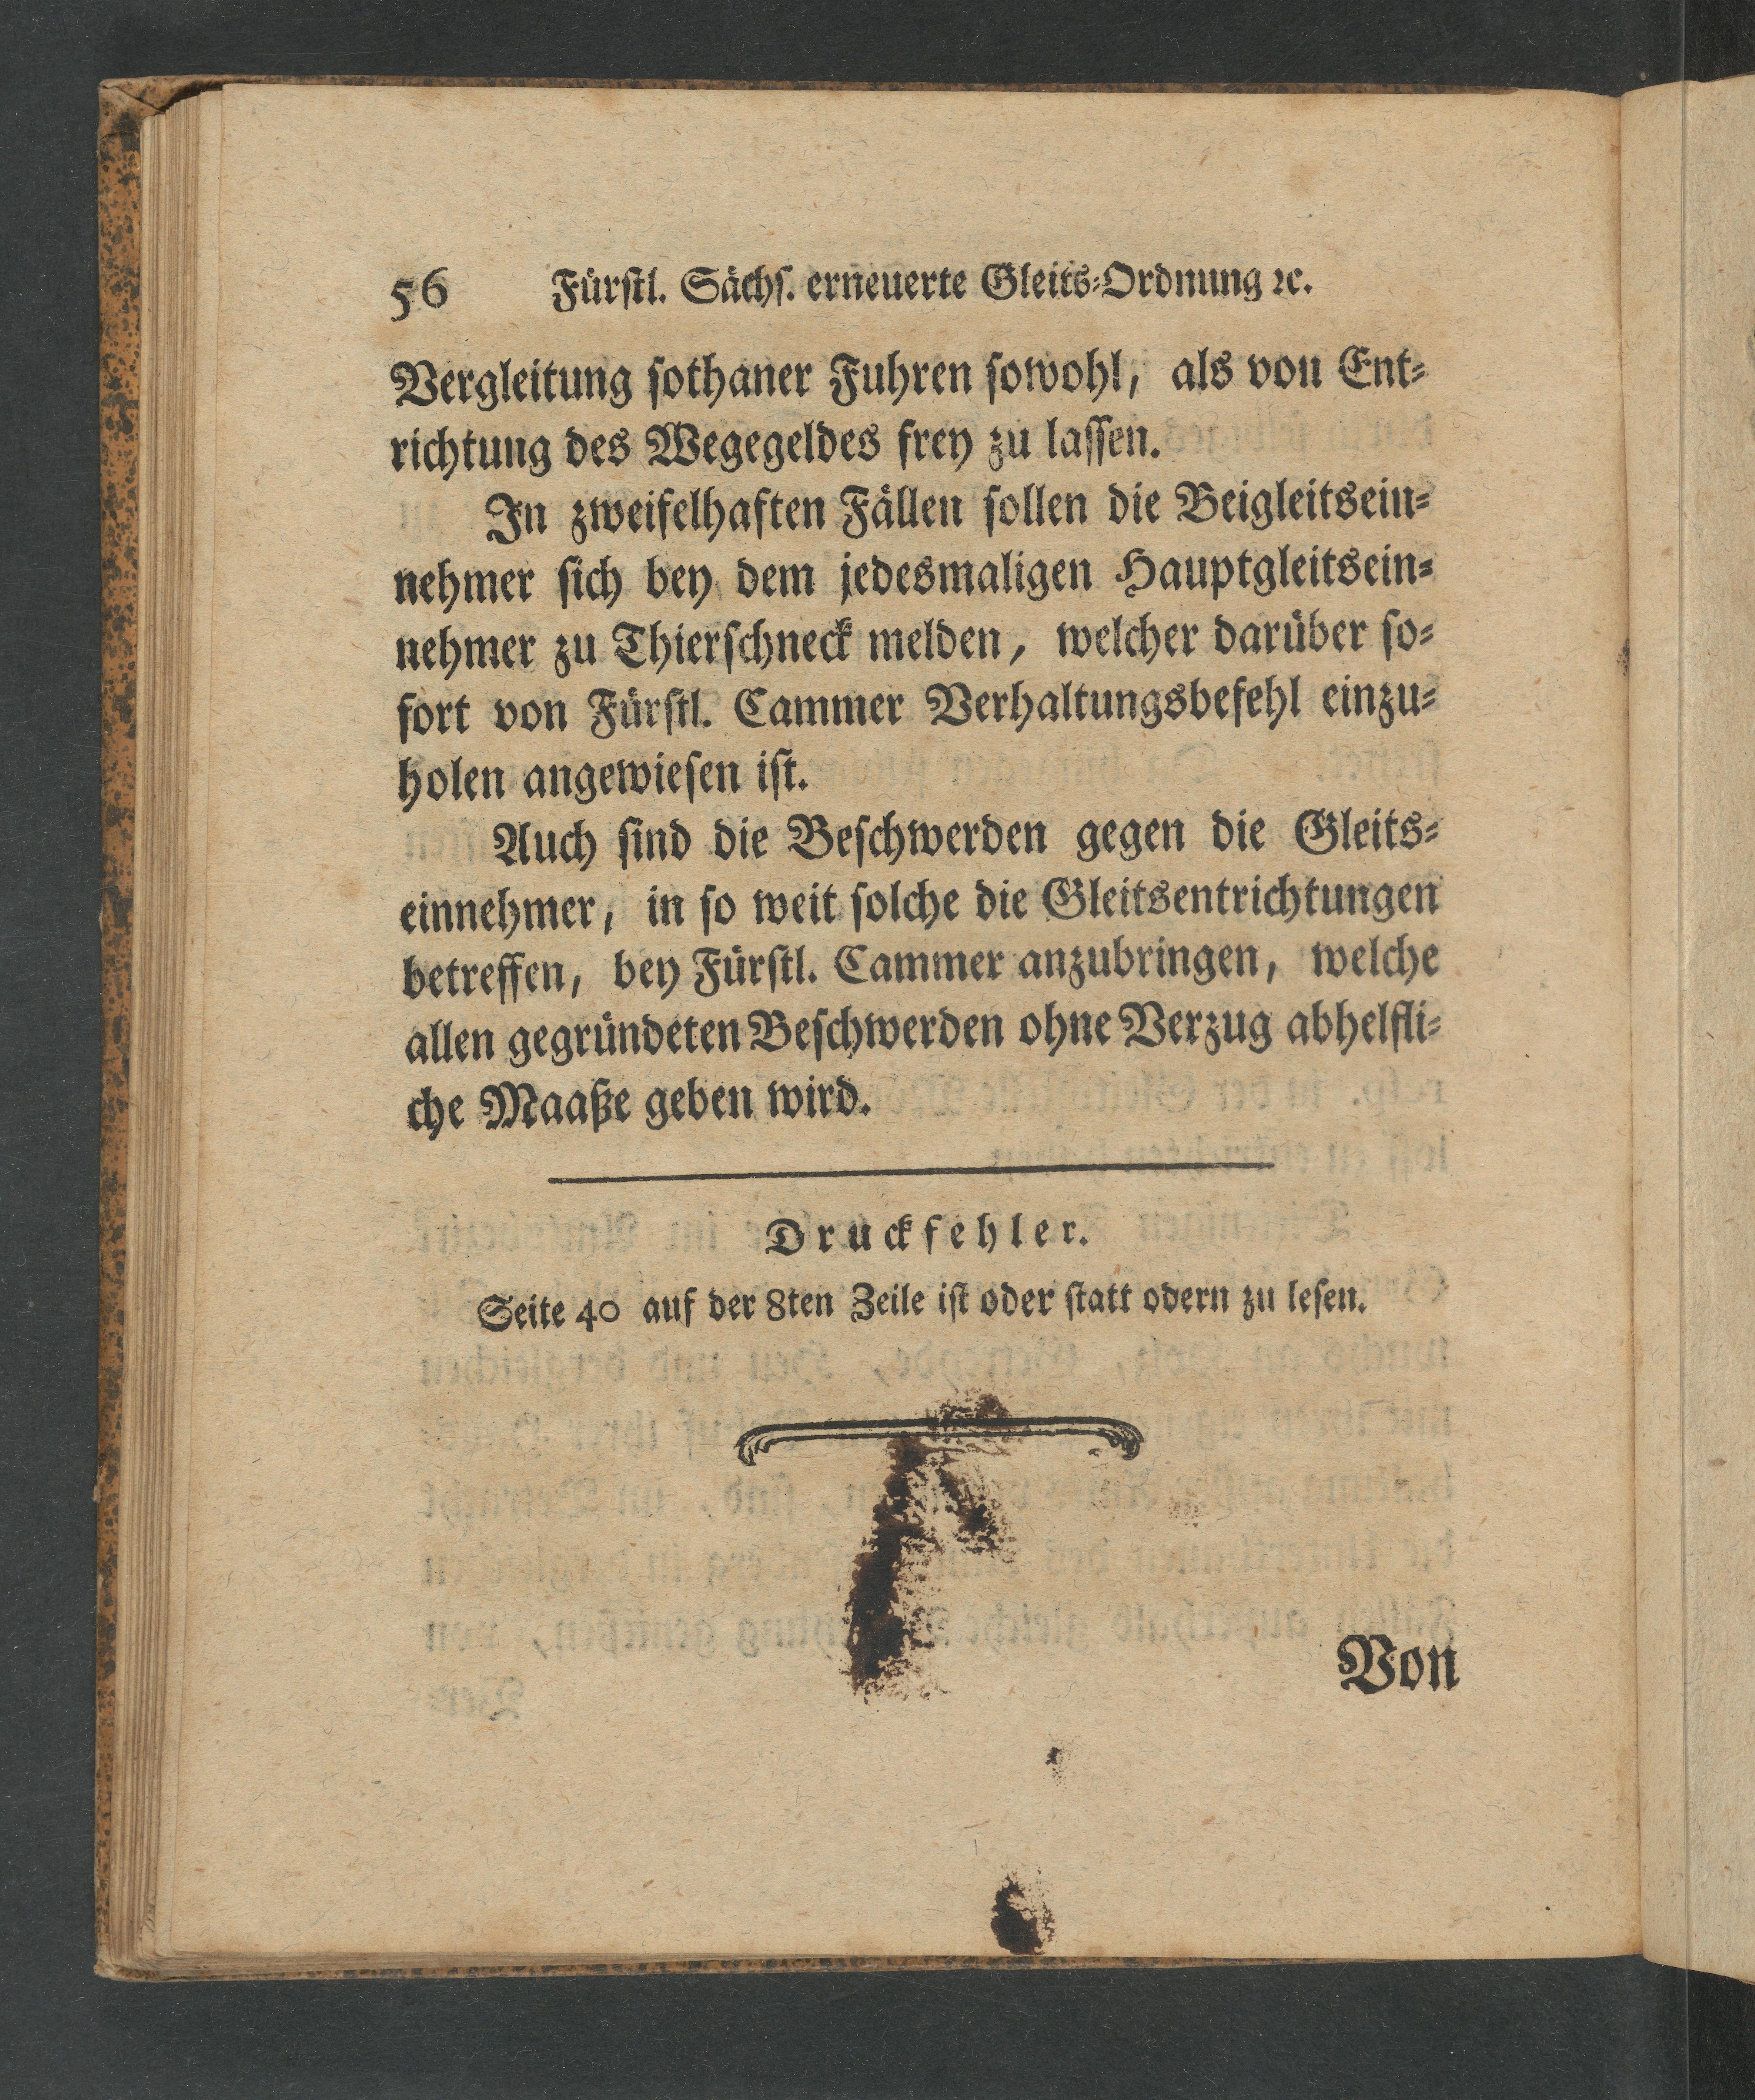 56 Fürſtl. Sächſ. erneuerte Gleits⸗Ordnung ꝛc.
Vergleitung ſothaner Fuhren ſowohl, als von Ent⸗
richtung des Wegegeldes frey zu laſſen.
In zweifelhaften Fällen ſollen die Beigleitsein⸗
nehmer ſich bey dem jedesmaligen Hauptgleitsein⸗
nehmer zu Thierſchneck melden, welcher darüber ſo⸗
fort von Fürſtl. Cammer Verhaltungsbefehl einzu⸗
holen angewieſen iſt.
Auch ſind die Beſchwerden gegen die Gleits⸗
einnehmer, in ſo weit ſolche die Gleitsentrichtungen
betreffen, bey Fürſtl. Cammer anzubringen, welche
allen gegründeten Beſchwerden ohne Verzug abhelfli⸗
che Maaße geben wird.
Druckfehler.
Seite 40 auf der 8ten Zeile iſt oder ſtatt odern zu leſen.
Von